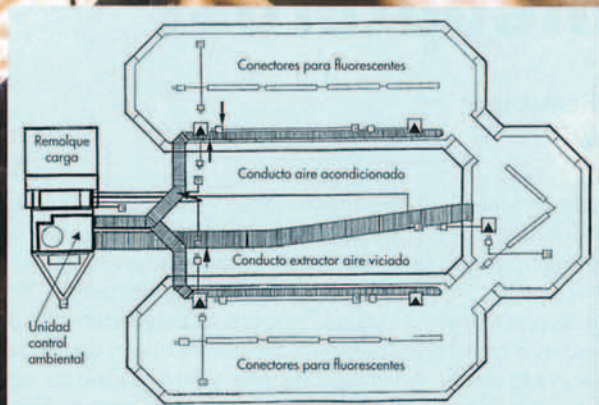 Conectores para fluorescentes
Remolque
carga
Conducto aire acondicionado
Conducto extractor aire viciado
Unidad
control
ambiental
Conectores para fluorescentes